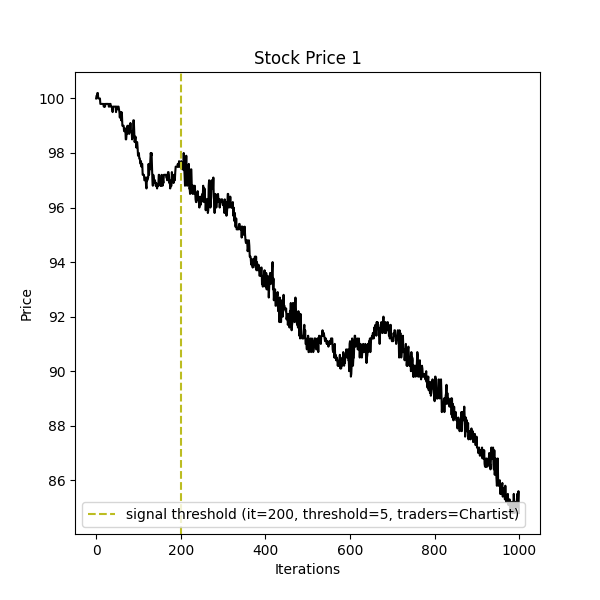 Stock Price 1
Price
100
98
96
94
92
90
88
86
signal threshold (it=200, threshold=5, traders=Chartist)
0 200 400 600 800 1000
Iterations